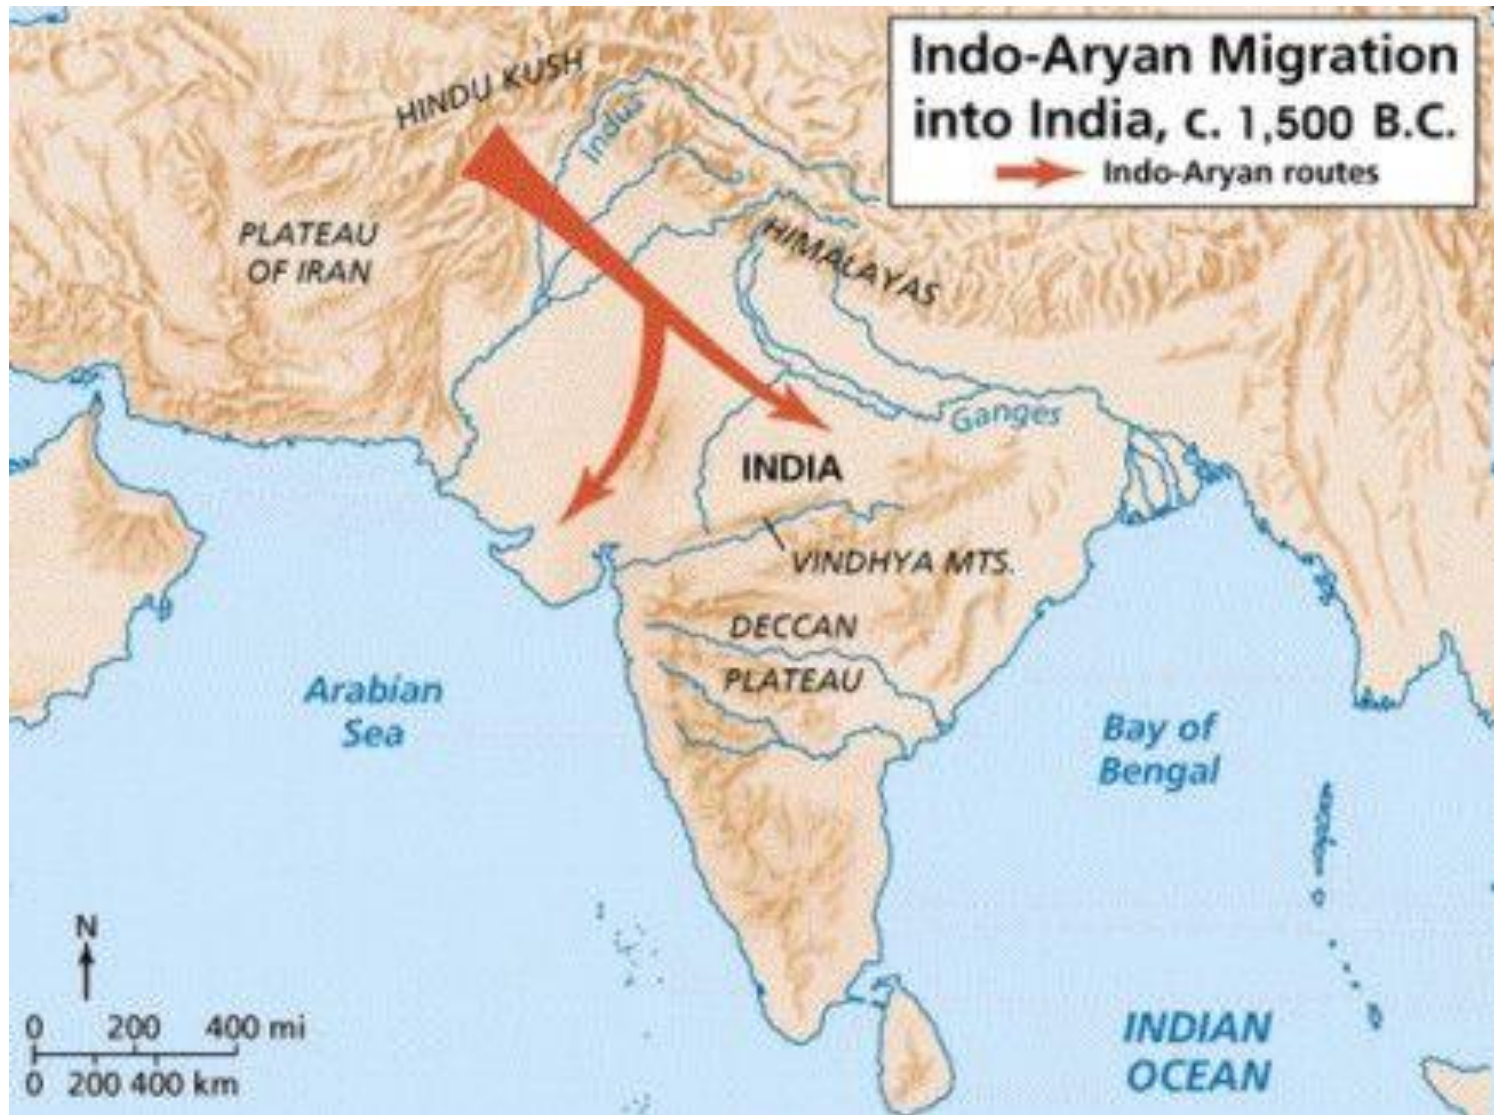 Indo-Aryan Migration
into India, c. 1,500 B.C.
Indo-Aryan routes
HINDU KUSH
Indus
PLATEAU
OF IRAN
HIMALAYAS
Ganges
INDIA
VINDHYA MTS.
DECCAN
PLATEAU
Arabian
Sea
Bay of
Bengal
N
0 200 400 mi
0 200 400 km
INDIAN
OCEAN